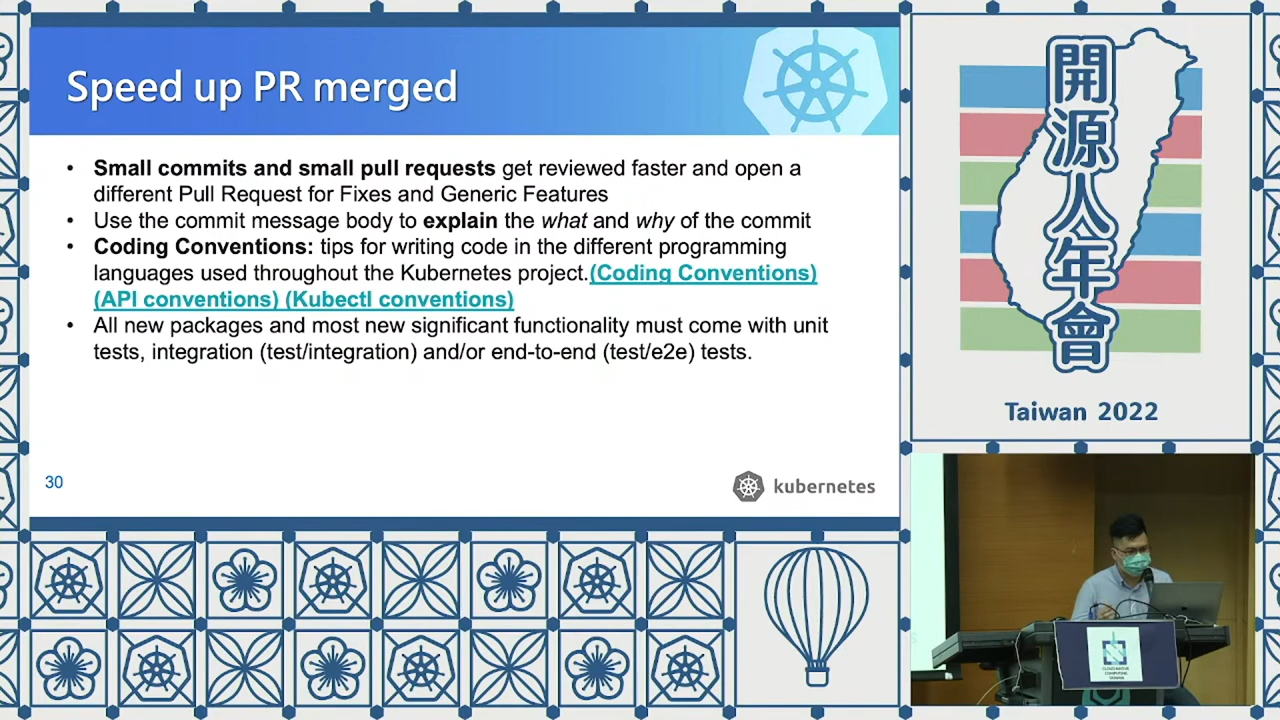 Speed up PR merged
• Small commits and small pull requests get reviewed faster and open a
different Pull Request for Fixes and Generic Features
• Use the commit message body to explain the what and why of the commit
• Coding Conventions: tips for writing code in the different programming
languages used throughout the Kubernetes project.(Coding Conventions)
(API conventions) (Kubectl conventions)
• All new packages and most new significant functionality must come with unit
tests, integration (test/integration) and/or end-to-end (test/e2e) tests.
30
kubernetes
開源人年會
Taiwan 2022
CLOUD NATIVE
COMPUTING
TAIWAN